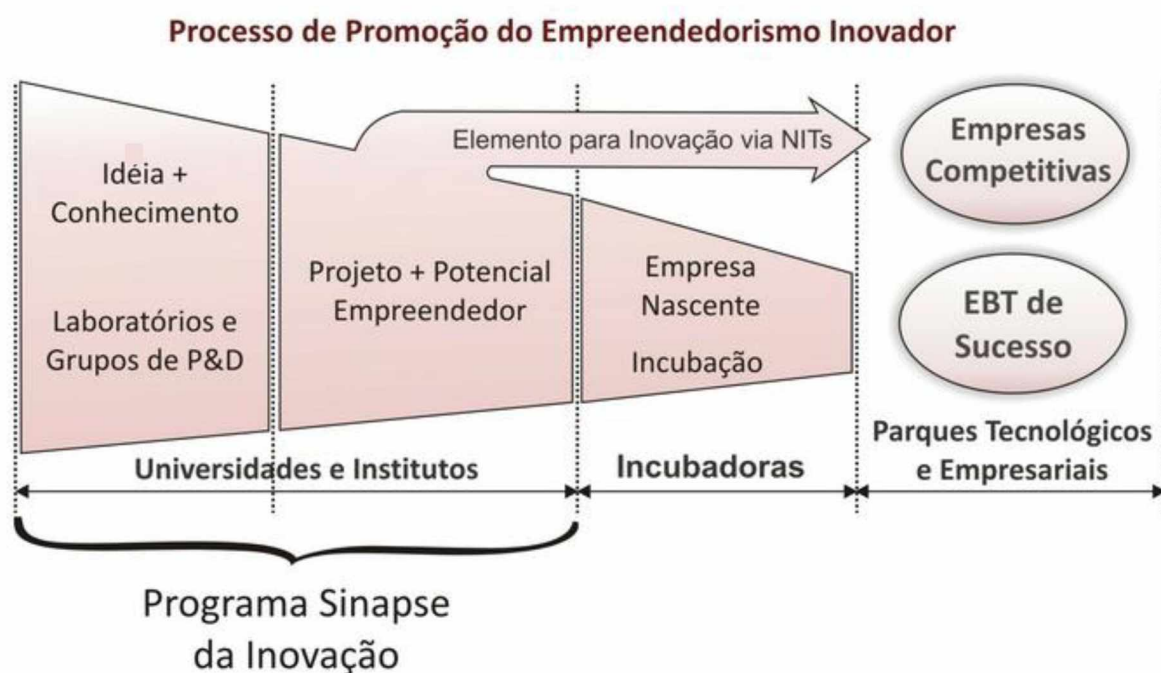 Processo de Promoção do Empreendedorismo Inovador
Idéia +
Conhecimento
Laboratórios e
Grupos de P&D
Projeto + Potencial
Empreendedor
Elemento para Inovação via NITs
Empresa
Nascente
Incubação
Empresas
Competitivas
EBT de
Sucesso
Universidades e Institutos
Incubadoras
Parques Tecnológicos
e Empresariais
Programa Sinapse
da Inovação